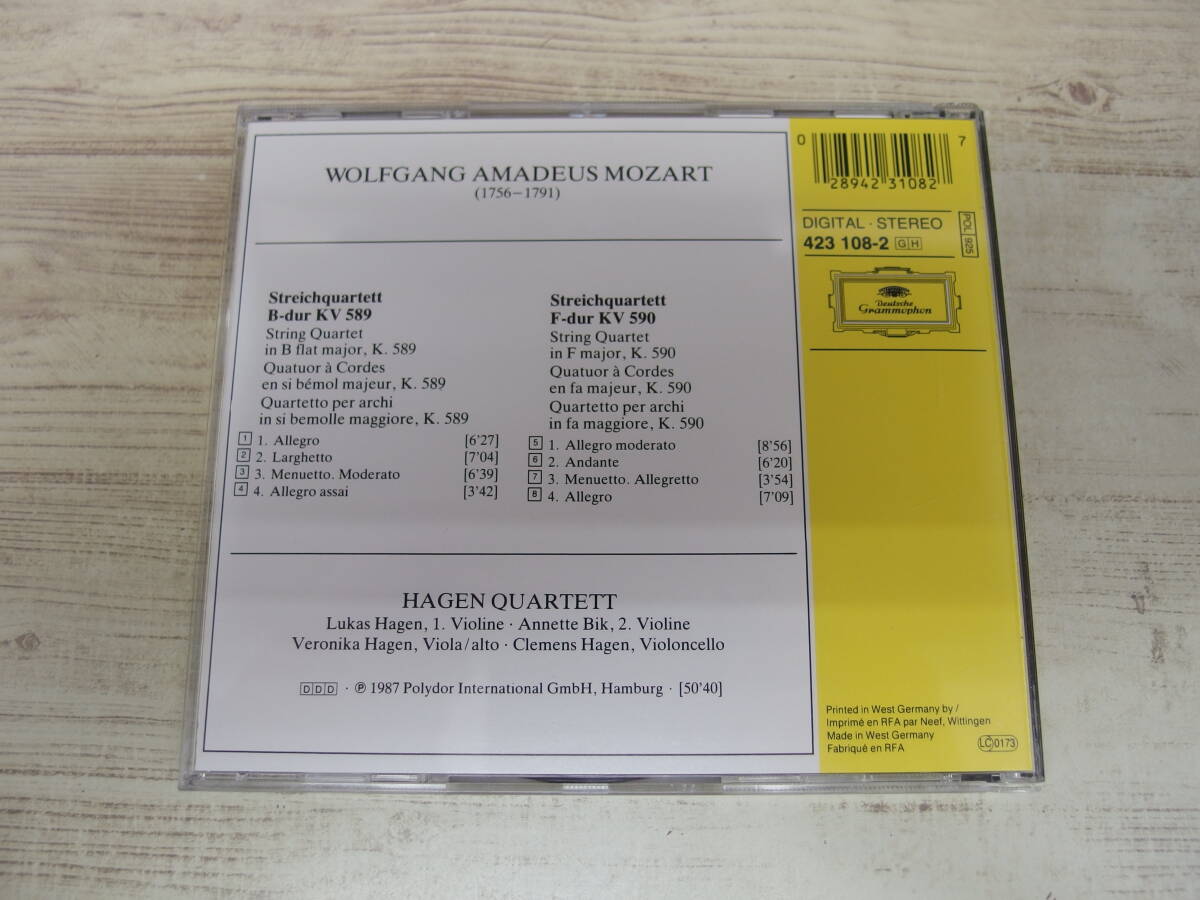 WOLFGANG AMADEUS MOZART
(1756–1791)
Streichquartett
B-dur KV 589
String Quartet
in B flat major, K. 589
Quatuor à Cordes
en si bémol majeur, K. 589
Quartetto per archi
in si bemolle maggiore, K. 589
1 1. Allegro [6'27]
2 2. Larghetto [7'04]
3 3. Menuetto. Moderato [6'39]
4 4. Allegro assai [3'42]
Streichquartett
F-dur KV 590
String Quartet
in F major, K. 590
Quatuor à Cordes
en fa majeur, K. 590
Quartetto per archi
in fa maggiore, K. 590
5 1. Allegro moderato [8'56]
6 2. Andante [6'20]
7 3. Menuetto. Allegretto [3'54]
8 4. Allegro [7'09]
HAGEN QUARTETT
Lukas Hagen, 1. Violine · Annette Bik, 2. Violine
Veronika Hagen, Viola/alto · Clemens Hagen, Violoncello
DDD · ℗ 1987 Polydor International GmbH, Hamburg · [50'40]
0 28942 31082 7
DIGITAL · STEREO
423 108-2 GH
POL 925
Deutsche
Grammophon
Printed in West Germany by /
Imprimé en RFA par Neef, Wittingen
Made in West Germany
Fabriqué en RFA
LC 0173